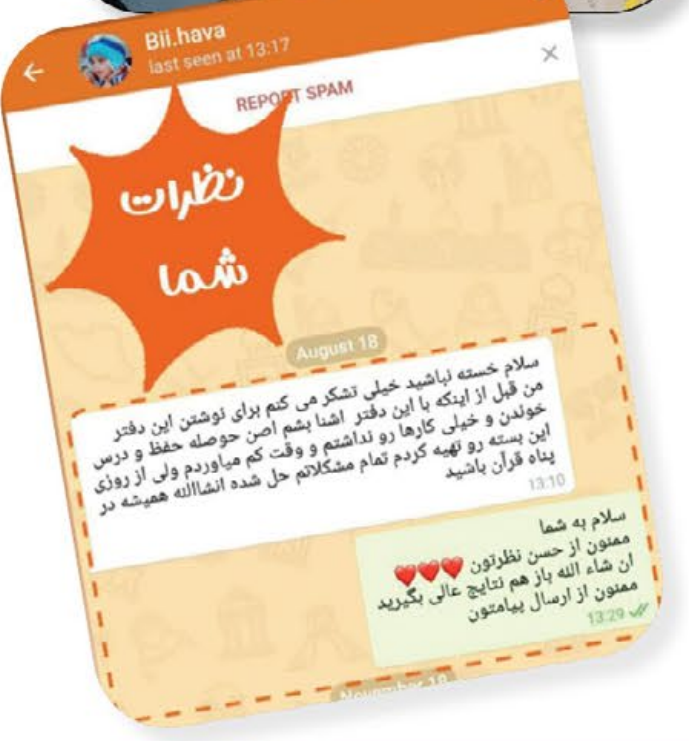 Bii.hava
last seen at 13:17
REPORT SPAM
نظرات
شما
August 18
سلام خسته نباشید خیلی تشکر می کنم برای نوشتن این دفتر
من قبل از اینکه با این دفتر اشنا بشم اصن حوصله حفظ و درس
خوندن و خیلی کارها رو نداشتم و وقت کم میاوردم ولی از روزی
این بسته رو تهیه کردم تمام مشکلاتم حل شده انشاالله همیشه در
پناه قرآن باشید
13:10
سلام به شما
ممنون از حسن نظرتون ❤❤❤
ان شاء الله باز هم نتایج عالی بگیرید
ممنون از ارسال پیامتون
13:29
November 19